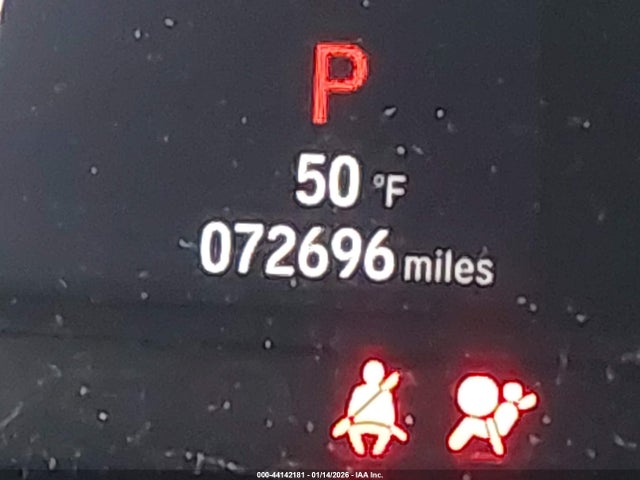 P
50 °F
072696 miles
000-44142181 - 01/14/2026 - IAA Inc.